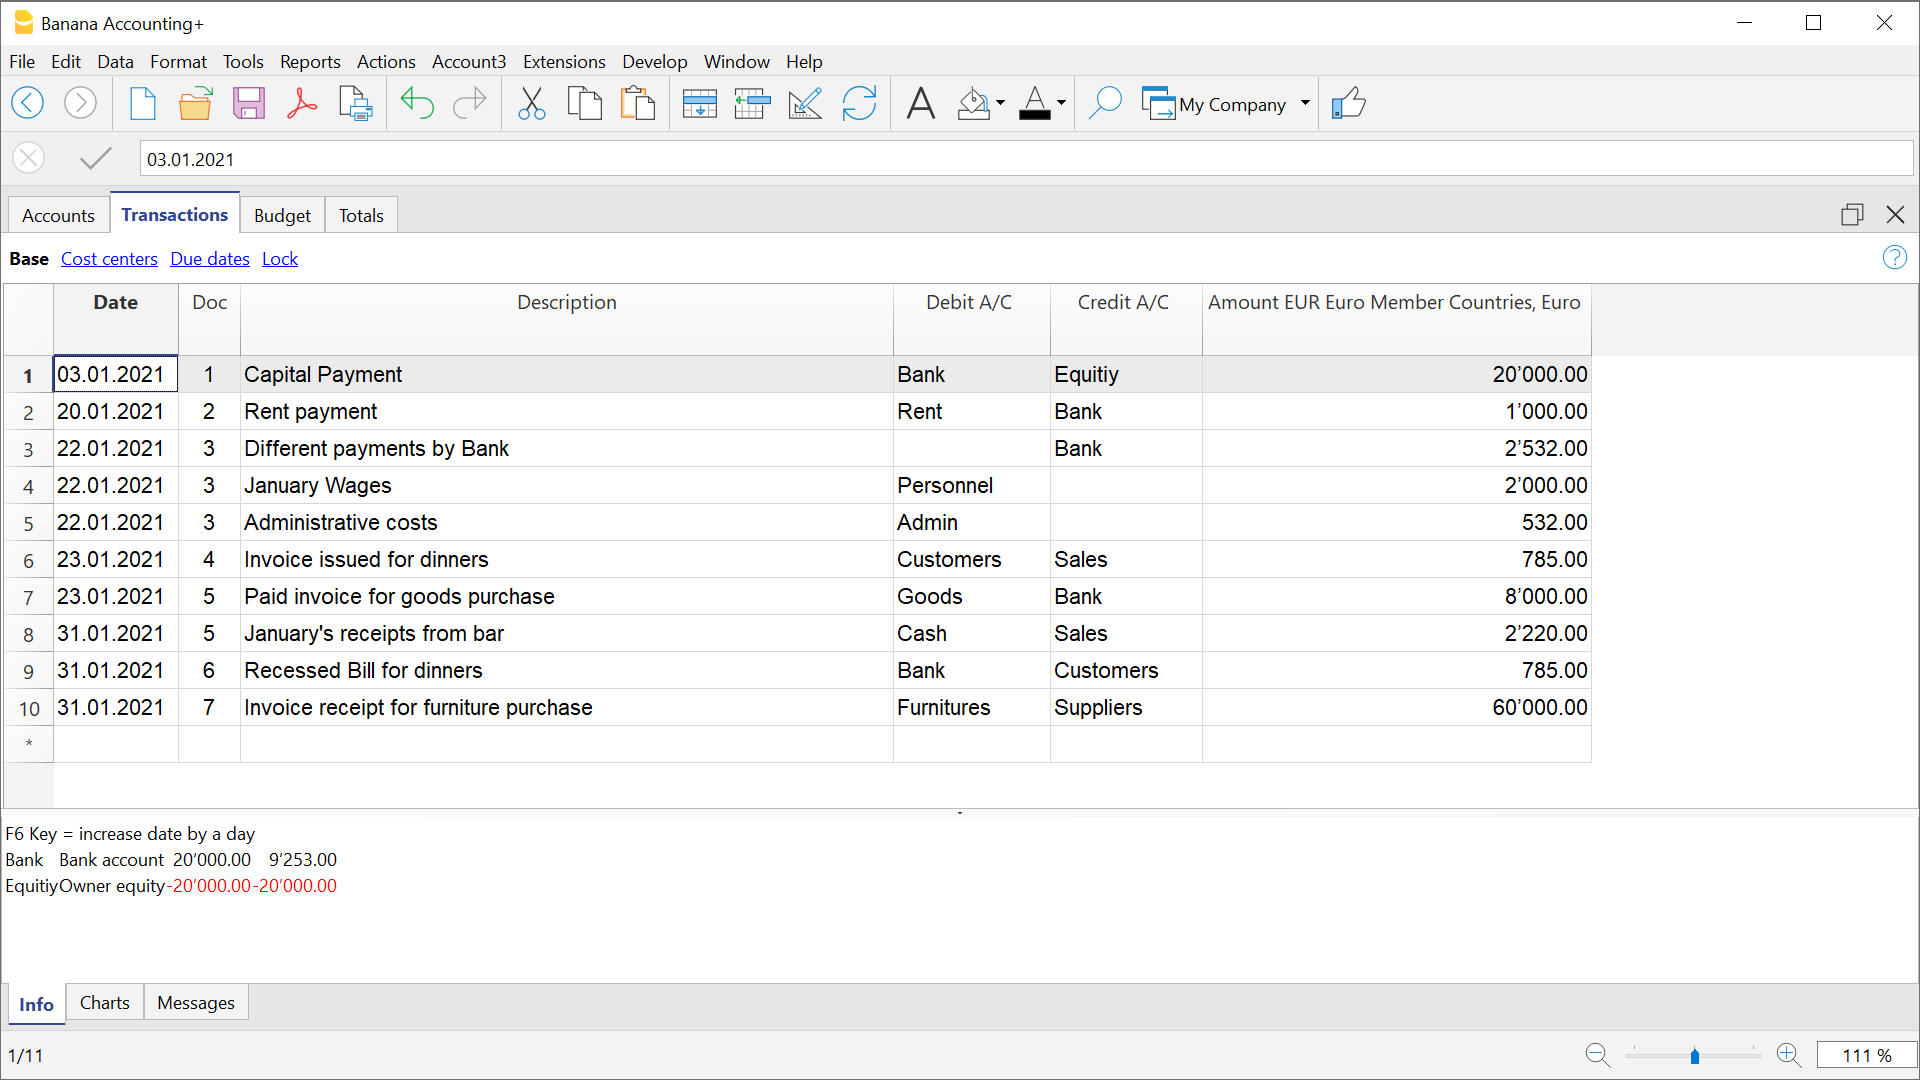 Banana Accounting+
File Edit Data Format Tools Reports Actions Account3 Extensions Develop Window Help
A A My Company
03.01.2021
Accounts Transactions Budget Totals
Base Cost centers Due dates Lock ?
Date Doc Description Debit A/C Credit A/C Amount EUR Euro Member Countries, Euro
1 03.01.2021 1 Capital Payment Bank Equitiy 20’000.00
2 20.01.2021 2 Rent payment Rent Bank 1’000.00
3 22.01.2021 3 Different payments by Bank Bank 2’532.00
4 22.01.2021 3 January Wages Personnel 2’000.00
5 22.01.2021 3 Administrative costs Admin 532.00
6 23.01.2021 4 Invoice issued for dinners Customers Sales 785.00
7 23.01.2021 5 Paid invoice for goods purchase Goods Bank 8’000.00
8 31.01.2021 5 January's receipts from bar Cash Sales 2’220.00
9 31.01.2021 6 Recessed Bill for dinners Bank Customers 785.00
10 31.01.2021 7 Invoice receipt for furniture purchase Furnitures Suppliers 60’000.00
*
F6 Key = increase date by a day
Bank Bank account 20’000.00 9’253.00
Equitiy Owner equity -20’000.00 -20’000.00
Info Charts Messages
1/11 111 %